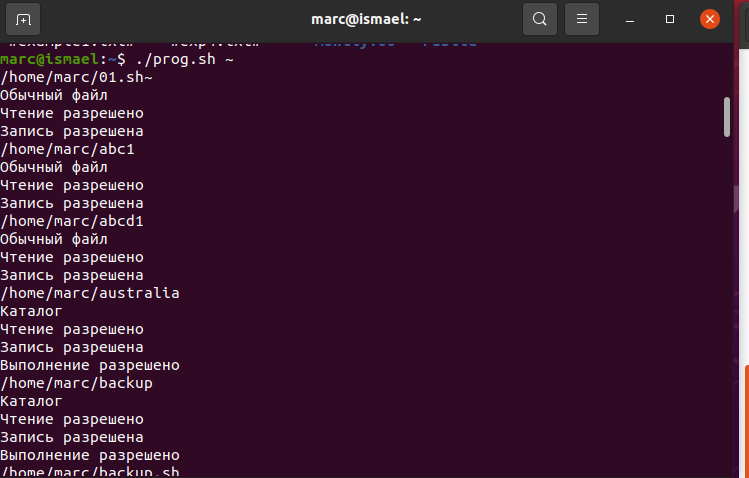 marc@ismael: ~
marc@ismael:~$ ./prog.sh ~
/home/marc/01.sh~
Обычный файл
Чтение разрешено
Запись разрешена
/home/marc/abc1
Обычный файл
Чтение разрешено
Запись разрешена
/home/marc/abcd1
Обычный файл
Чтение разрешено
Запись разрешена
/home/marc/australia
Каталог
Чтение разрешено
Запись разрешена
Выполнение разрешено
/home/marc/backup
Каталог
Чтение разрешено
Запись разрешена
Выполнение разрешено
/home/marc/backup.sh